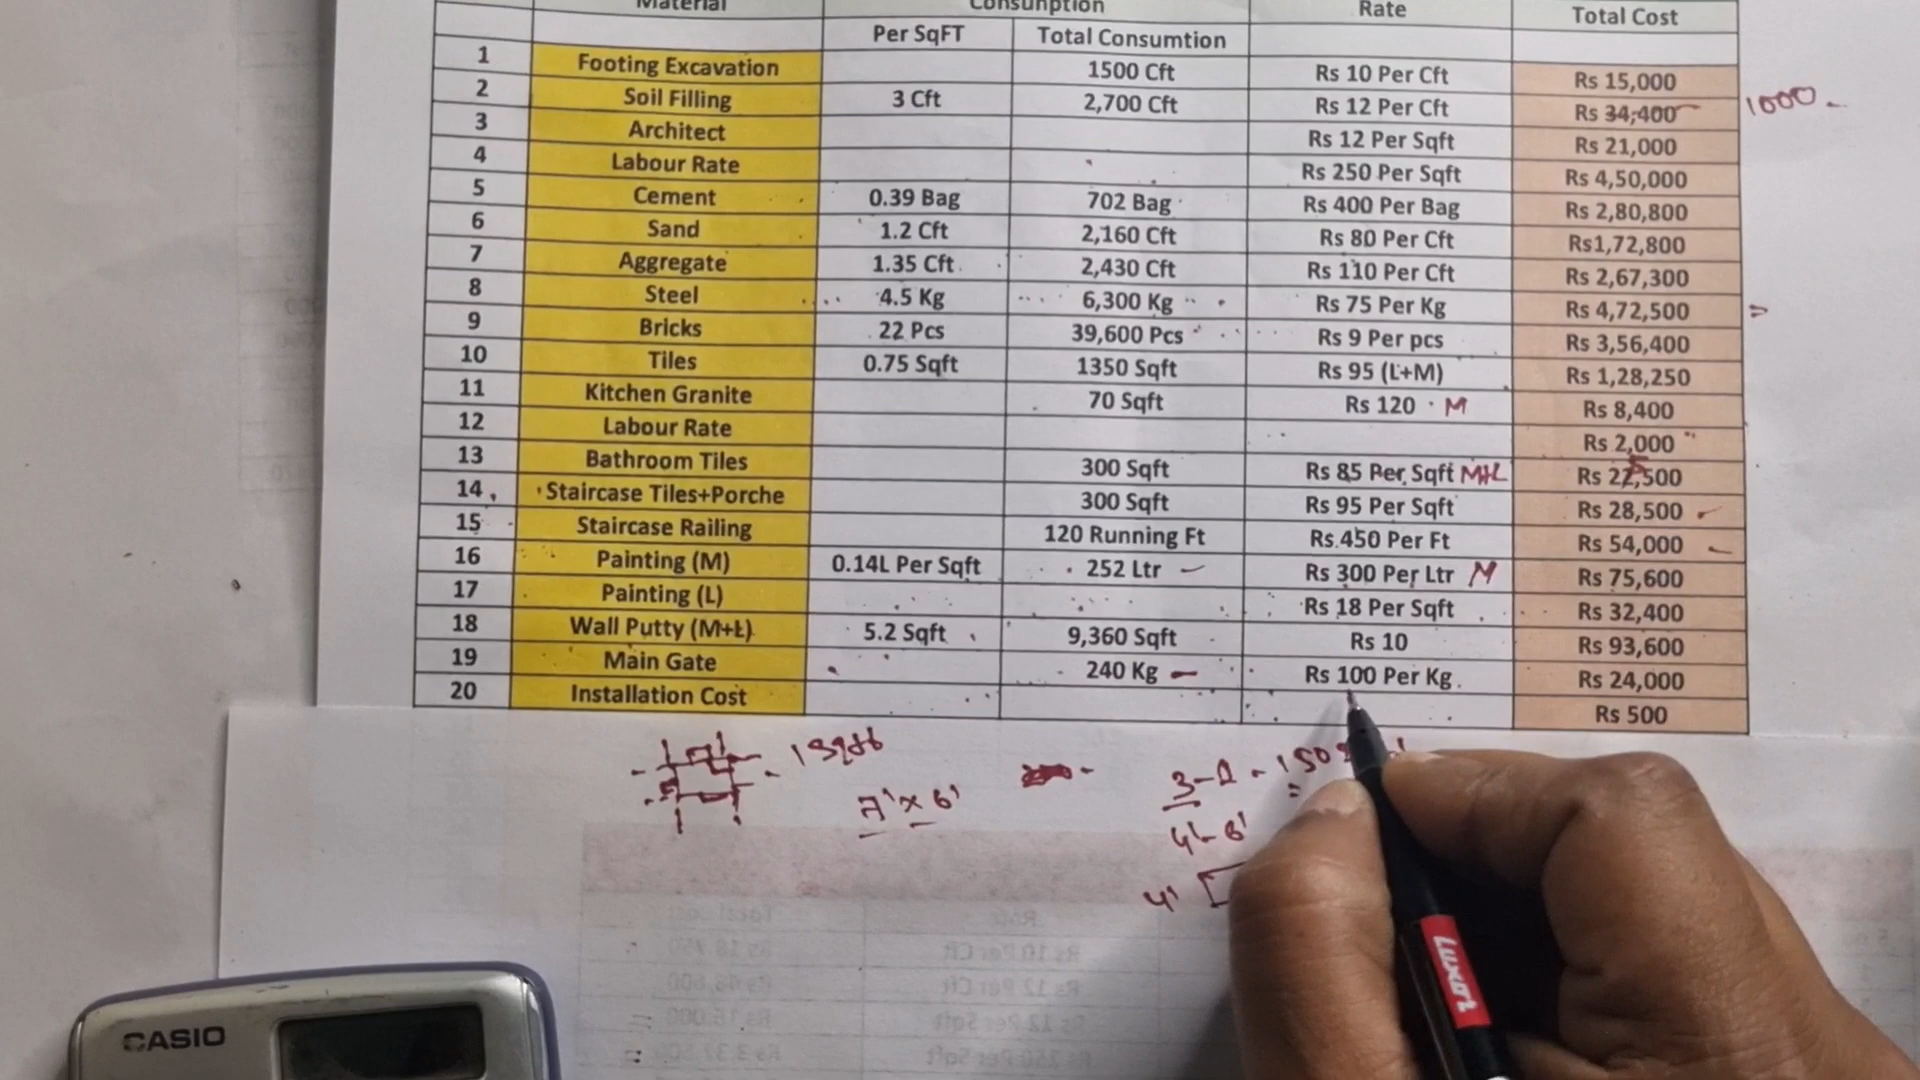 Material Consunption Rate Total Cost
Per SqFT Total Consumtion
1 Footing Excavation 1500 Cft Rs 10 Per Cft Rs 15,000
2 Soil Filling 3 Cft 2,700 Cft Rs 12 Per Cft Rs 34,400 1000
3 Architect Rs 12 Per Sqft Rs 21,000
4 Labour Rate Rs 250 Per Sqft Rs 4,50,000
5 Cement 0.39 Bag 702 Bag Rs 400 Per Bag Rs 2,80,800
6 Sand 1.2 Cft 2,160 Cft Rs 80 Per Cft Rs1,72,800
7 Aggregate 1.35 Cft 2,430 Cft Rs 110 Per Cft Rs 2,67,300
8 Steel 4.5 Kg 6,300 Kg Rs 75 Per Kg Rs 4,72,500
9 Bricks 22 Pcs 39,600 Pcs Rs 9 Per pcs Rs 3,56,400
10 Tiles 0.75 Sqft 1350 Sqft Rs 95 (L+M) Rs 1,28,250
11 Kitchen Granite 70 Sqft Rs 120 M Rs 8,400
12 Labour Rate Rs 2,000
13 Bathroom Tiles 300 Sqft Rs 85 Per Sqft M+L Rs 22,500
14 Staircase Tiles+Porche 300 Sqft Rs 95 Per Sqft Rs 28,500
15 Staircase Railing 120 Running Ft Rs.450 Per Ft Rs 54,000
16 Painting (M) 0.14L Per Sqft 252 Ltr Rs 300 Per Ltr M Rs 75,600
17 Painting (L) Rs 18 Per Sqft Rs 32,400
18 Wall Putty (M+L) 5.2 Sqft 9,360 Sqft Rs 10 Rs 93,600
19 Main Gate 240 Kg Rs 100 Per Kg Rs 24,000
20 Installation Cost Rs 500
1 Sqft
7' x 6'
4'
LUXOR
CASIO